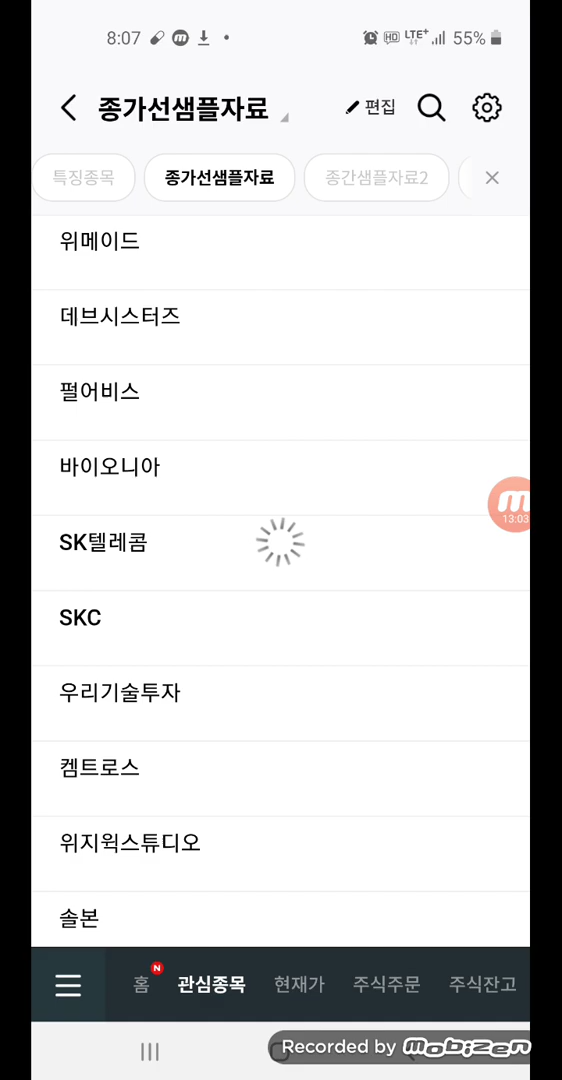 8:07 HD LTE+ 55%
종가선샘플자료 편집
특징종목 종가선샘플자료 종간샘플자료2
위메이드
데브시스터즈
펄어비스
바이오니아
13:03
SK텔레콤
SKC
우리기술투자
켐트로스
위지윅스튜디오
솔본
홈 N 관심종목 현재가 주식주문 주식잔고
Recorded by mobizen